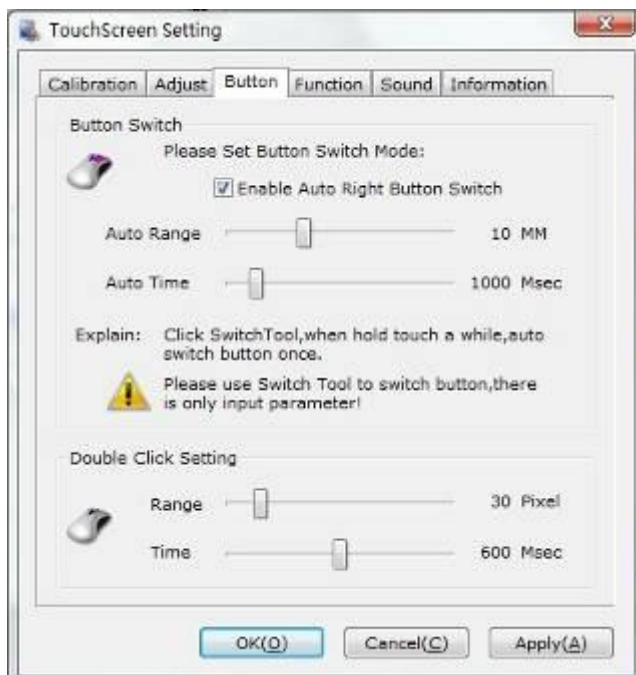 TouchScreen Setting
Calibration Adjust Button Function Sound Information
Button Switch
Please Set Button Switch Mode:
Enable Auto Right Button Switch
Auto Range 10 MM
Auto Time 1000 Msec
Explain: Click SwitchTool,when hold touch a while,auto
switch button once.
Please use Switch Tool to switch button,there
is only input parameter!
Double Click Setting
Range 30 Pixel
Time 600 Msec
OK(O) Cancel(C) Apply(A)